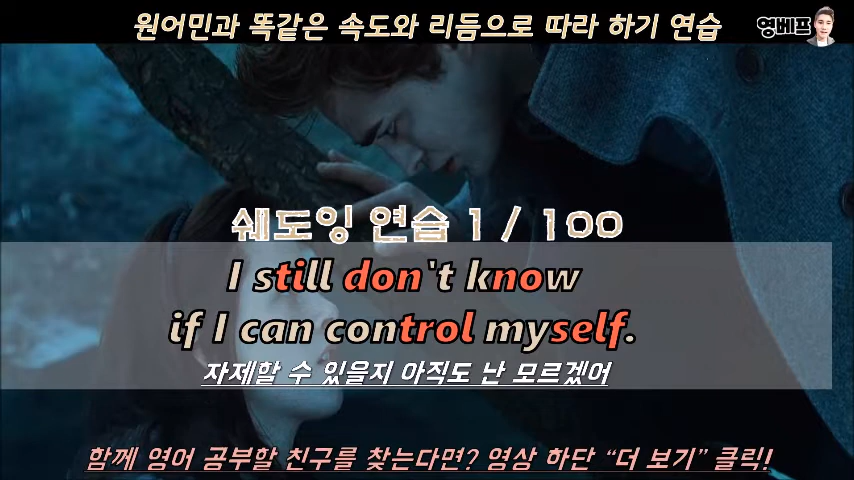 원어민과 똑같은 속도와 리듬으로 따라 하기 연습
영베프
쉐도잉 연습 1 / 100
I still don't know
if I can control myself.
자제할 수 있을지 아직도 난 모르겠어
함께 영어 공부할 친구를 찾는다면? 영상 하단 “더 보기” 클릭!